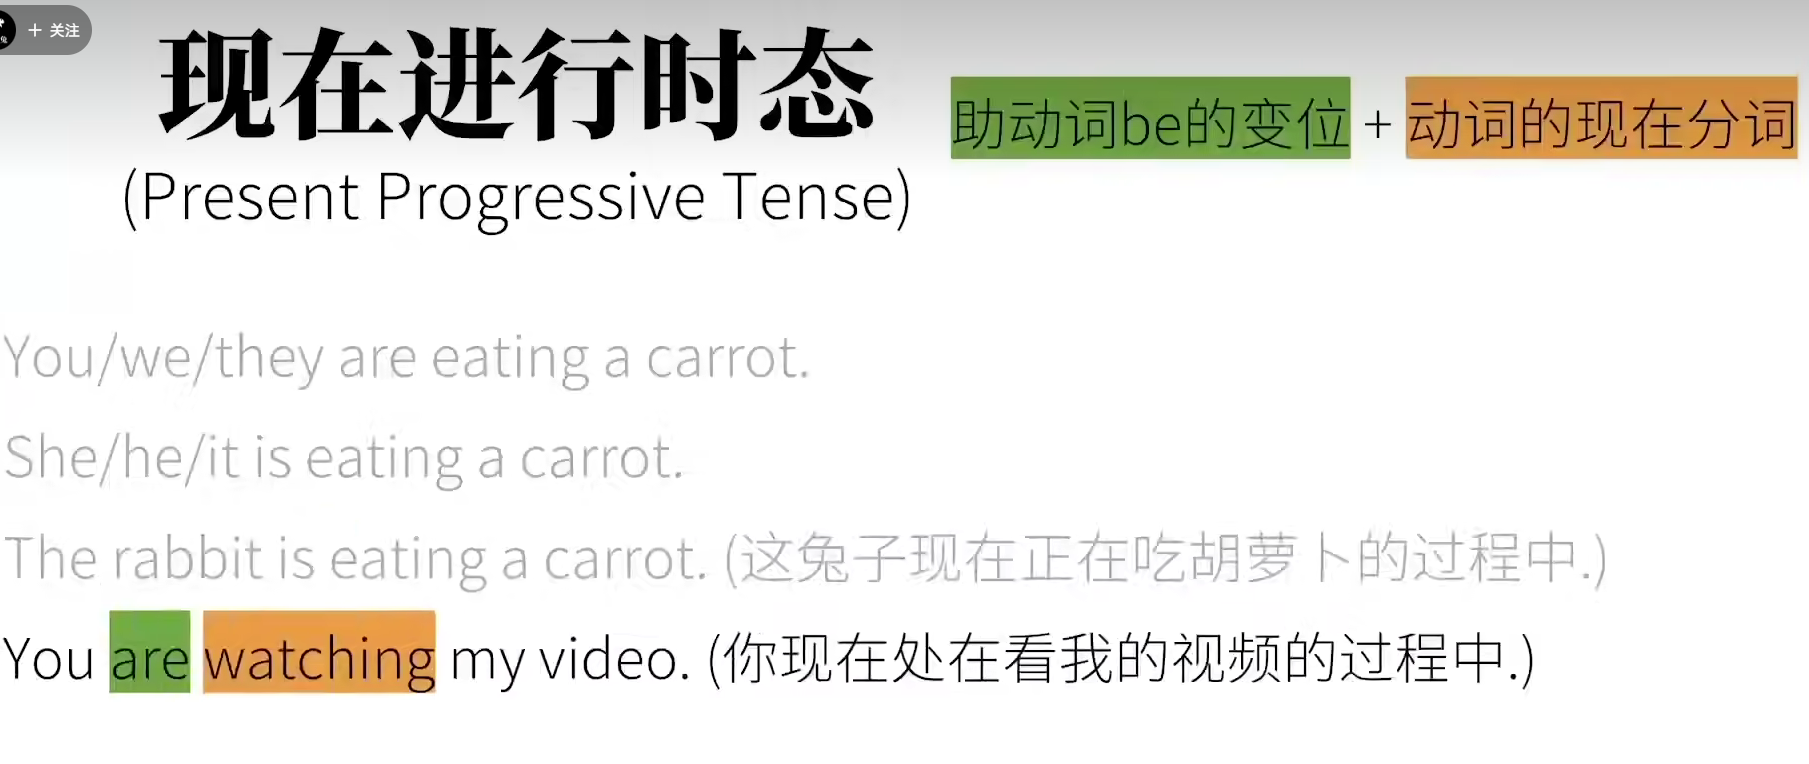 + 关注
现在进行时态
(Present Progressive Tense)
助动词be的变位 + 动词的现在分词
You/we/they are eating a carrot.
She/he/it is eating a carrot.
The rabbit is eating a carrot. (这兔子现在正在吃胡萝卜的过程中.)
You are watching my video. (你现在处在看我的视频的过程中.)